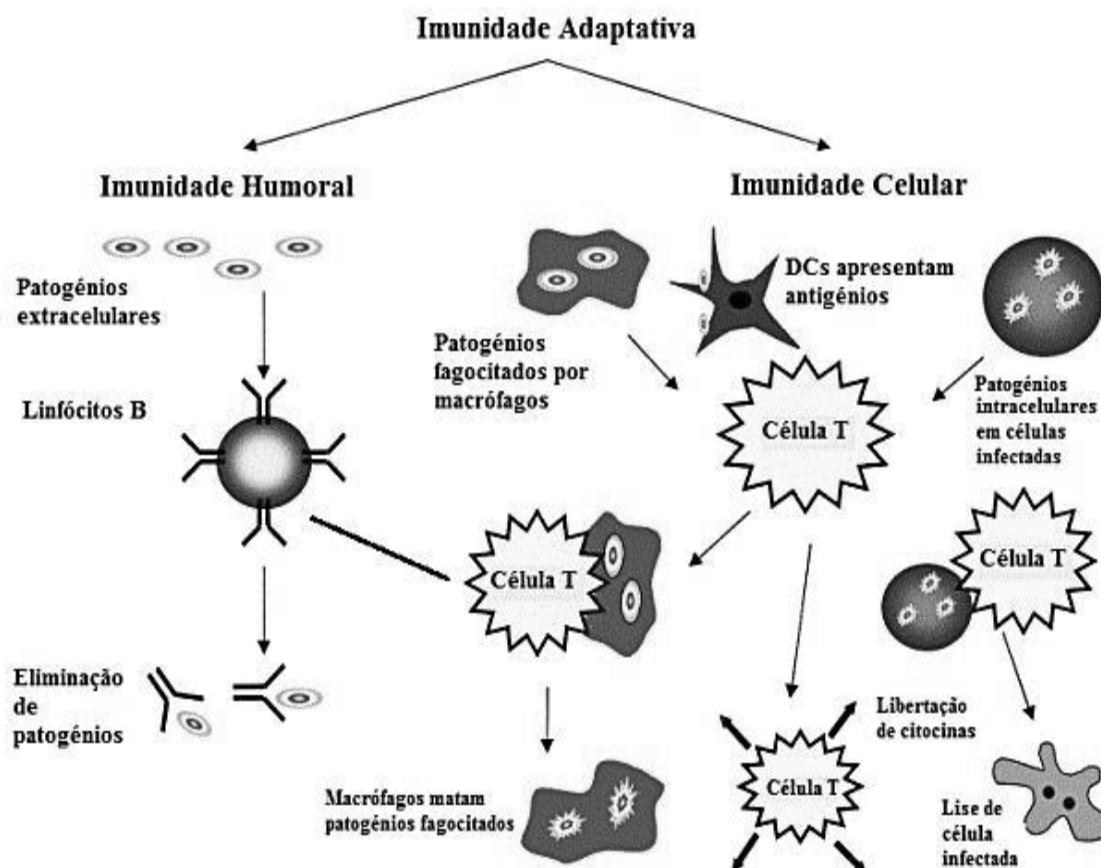 Imunidade Adaptativa
Imunidade Humoral
Patogénios
extracelulares
Linfócitos B
Eliminação
de
patogénios
Imunidade Celular
DCs apresentam
antigénios
Patogénios
fagocitados por
macrófagos
Célula T
Patogénios
intracelulares
em células
infectadas
Célula T
Célula T
Macrófagos matam
patogénios fagocitados
Libertação
de citocinas
Célula T
Lise de
célula
infectada